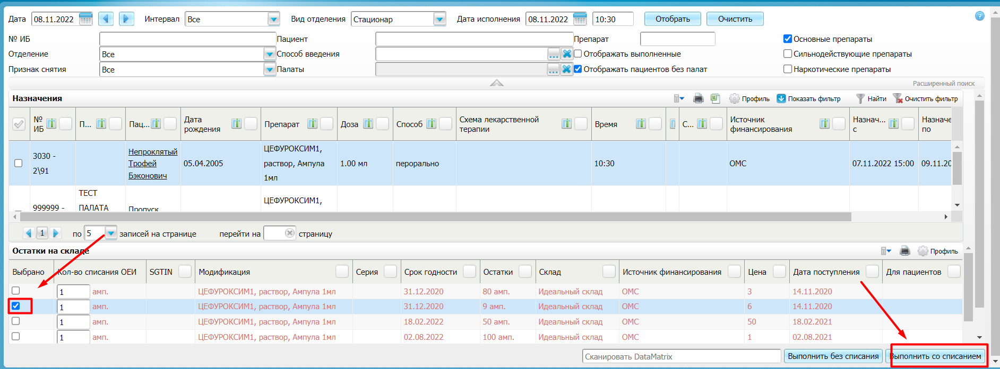 Дата 08.11.2022 Интервал Все Вид отделения Стационар Дата исполнения 08.11.2022 10:30 Отобрать Очистить
№ ИБ Пациент Препарат Основные препараты
Отделение Все Способ введения ... Отображать выполненные Сильнодействующие препараты
Признак снятия Все Палаты ... Отображать пациентов без палат Наркотические препараты
Расширенный поиск
Назначения Профиль Показать фильтр Найти Очистить фильтр
№ ИБ П... Пац... Дата рождения Препарат Доза Способ Схема лекарственной терапии Время С... Источник финансирования Назнач... с Назначе по
3030 - 2\91 Непроклятый Трофей Бэконович 05.04.2005 ЦЕФУРОКСИМ1, раствор, Ампула 1мл 1.00 мл перорально 10:30 ОМС 07.11.2022 15:00 09.11.20
999999 - ТЕСТ ПАЛАТА Пропуск ЦЕФУРОКСИМ1,
1 по 5 записей на странице перейти на страницу
Остатки на складе Профиль
Выбрано Кол-во списания ОЕИ SGTIN Модификация Серия Срок годности Остатки Склад Источник финансирования Цена Дата поступления Для пациентов
1 амп. ЦЕФУРОКСИМ1, раствор, Ампула 1мл 31.12.2020 80 амп. Идеальный склад ОМС 3 14.11.2020
1 амп. ЦЕФУРОКСИМ1, раствор, Ампула 1мл 31.12.2020 9 амп. Идеальный склад ОМС 6 14.11.2020
1 амп. ЦЕФУРОКСИМ1, раствор, Ампула 1мл 18.02.2022 50 амп. Идеальный склад ОМС 50 18.02.2021
1 амп. ЦЕФУРОКСИМ1, раствор, Ампула 1мл 02.08.2022 100 амп. Идеальный склад ОМС 1 02.08.2021
Сканировать DataMatrix Выполнить без списания Выполнить со списанием